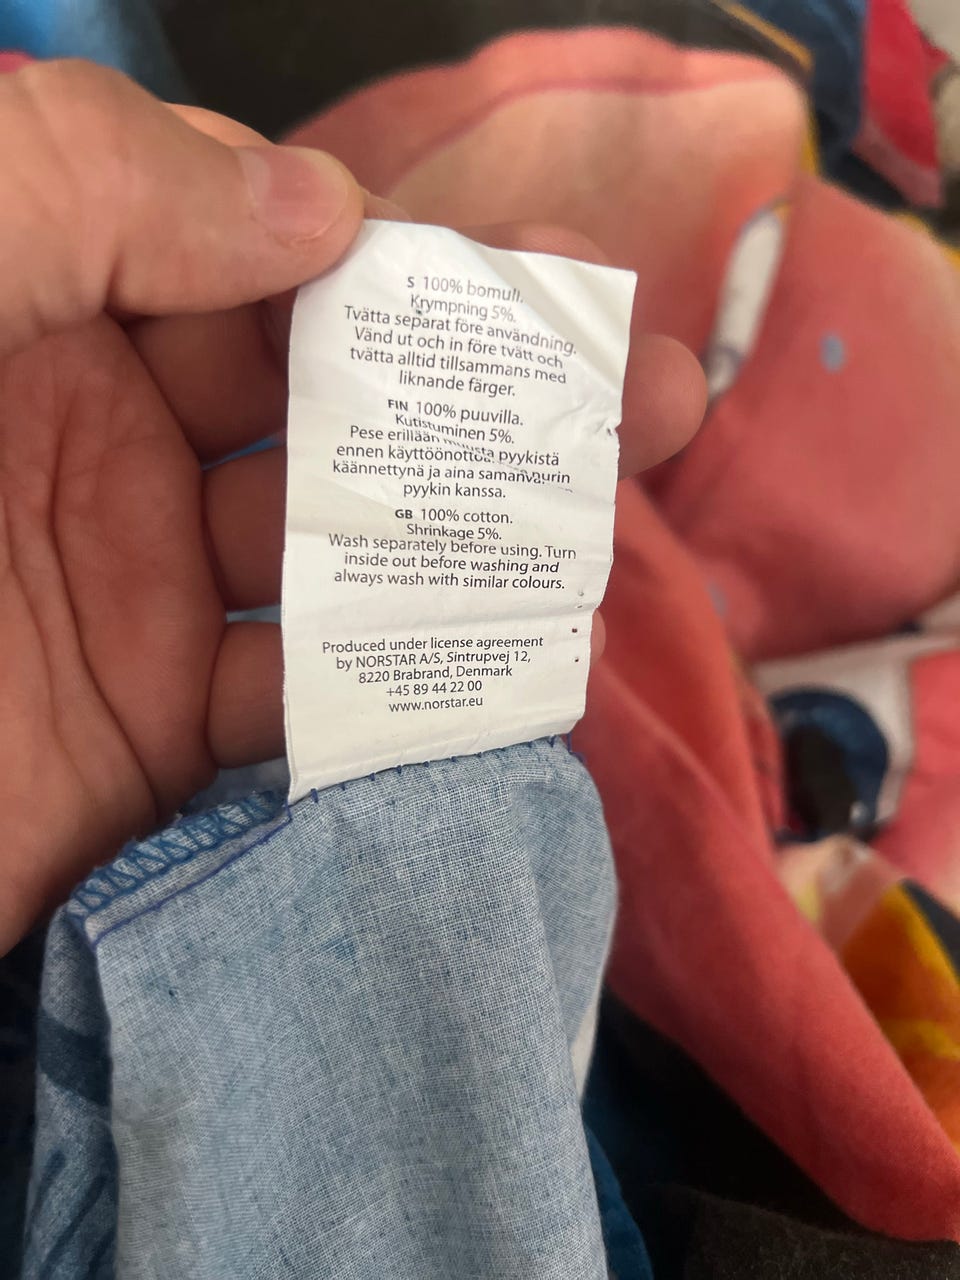 S 100% bomull.
Krympning 5%.
Tvätta separat före användning.
Vänd ut och in före tvätt och
tvätta alltid tillsammans med
liknande färger.
FIN 100% puuvilla.
Kutistuminen 5%.
Pese erillään muusta pyykistä
ennen käyttöönottoa.
käännettynä ja aina samanvärin
pyykin kanssa.
GB 100% cotton.
Shrinkage 5%.
Wash separately before using. Turn
inside out before washing and
always wash with similar colours.
Produced under license agreement
by NORSTAR A/S, Sintrupvej 12,
8220 Brabrand, Denmark
+45 89 44 22 00
www.norstar.eu